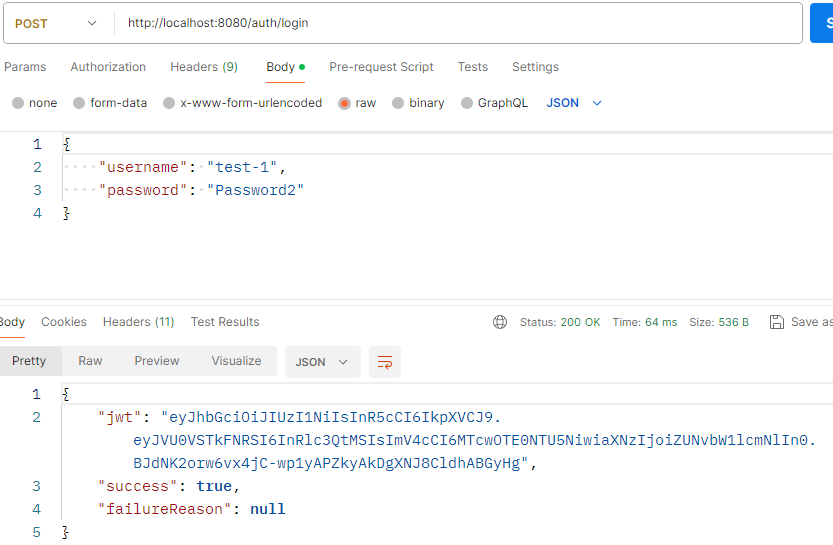 POST http://localhost:8080/auth/login S
Params Authorization Headers (9) Body Pre-request Script Tests Settings
none form-data x-www-form-urlencoded raw binary GraphQL JSON
1 {
2 "username": "test-1",
3 "password": "Password2"
4 }
Body Cookies Headers (11) Test Results Status: 200 OK Time: 64 ms Size: 536 B Save as
Pretty Raw Preview Visualize JSON
1 {
2 "jwt": "eyJhbGciOiJIUzI1NiIsInR5cCI6IkpXVCJ9.
eyJVU0VSTkFNRSI6InRlc3QtMSIsImV4cCI6MTcwOTE0NTU5NiwiaXNzIjoiZUNvbW1lcmNlIn0.
BJdNK2orw6vx4jC-wp1yAPZkyAkDgXNJ8CldhABGyHg",
3 "success": true,
4 "failureReason": null
5 }